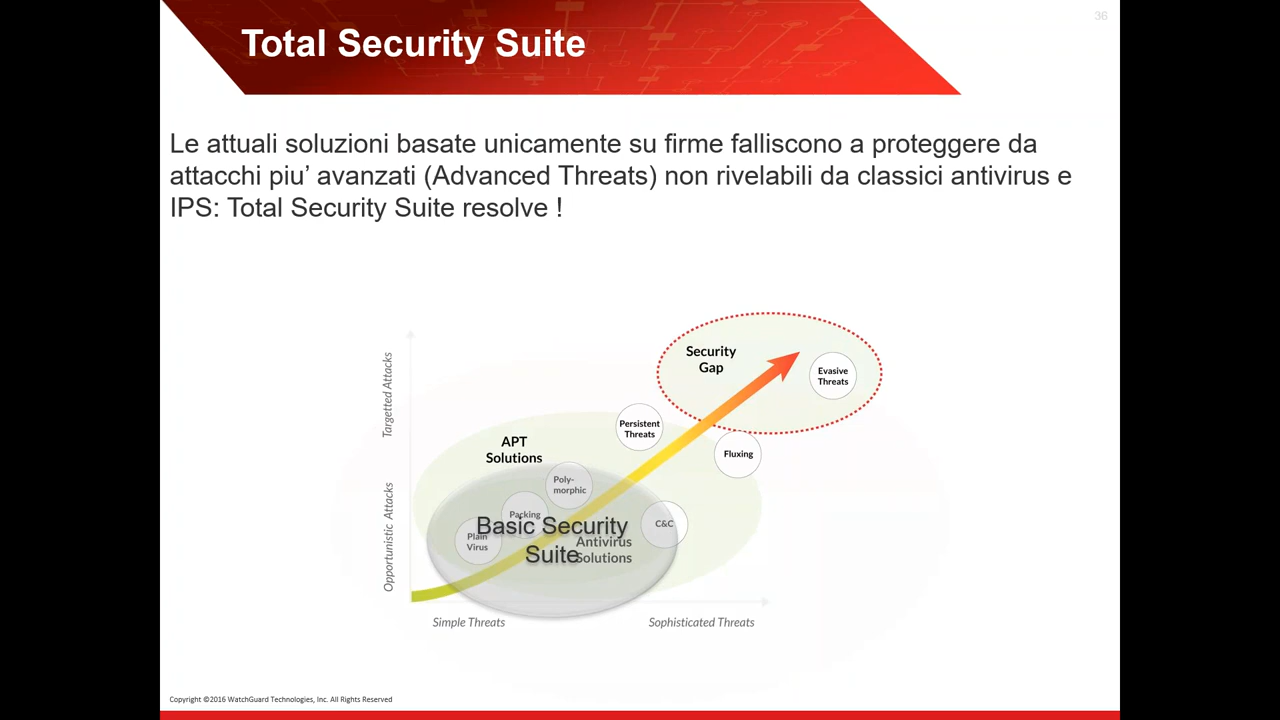 36
Total Security Suite
Le attuali soluzioni basate unicamente su firme falliscono a proteggere da
attacchi piu’ avanzati (Advanced Threats) non rivelabili da classici antivirus e
IPS: Total Security Suite resolve !
Targetted Attacks
Opportunistic Attacks
Security
Gap
Evasive
Threats
Persistent
Threats
Fluxing
APT
Solutions
Poly-
morphic
Packing
Plain
Virus
C&C
Basic Security
Suite
Antivirus
Solutions
Simple Threats
Sophisticated Threats
Copyright ©2016 WatchGuard Technologies, Inc. All Rights Reserved